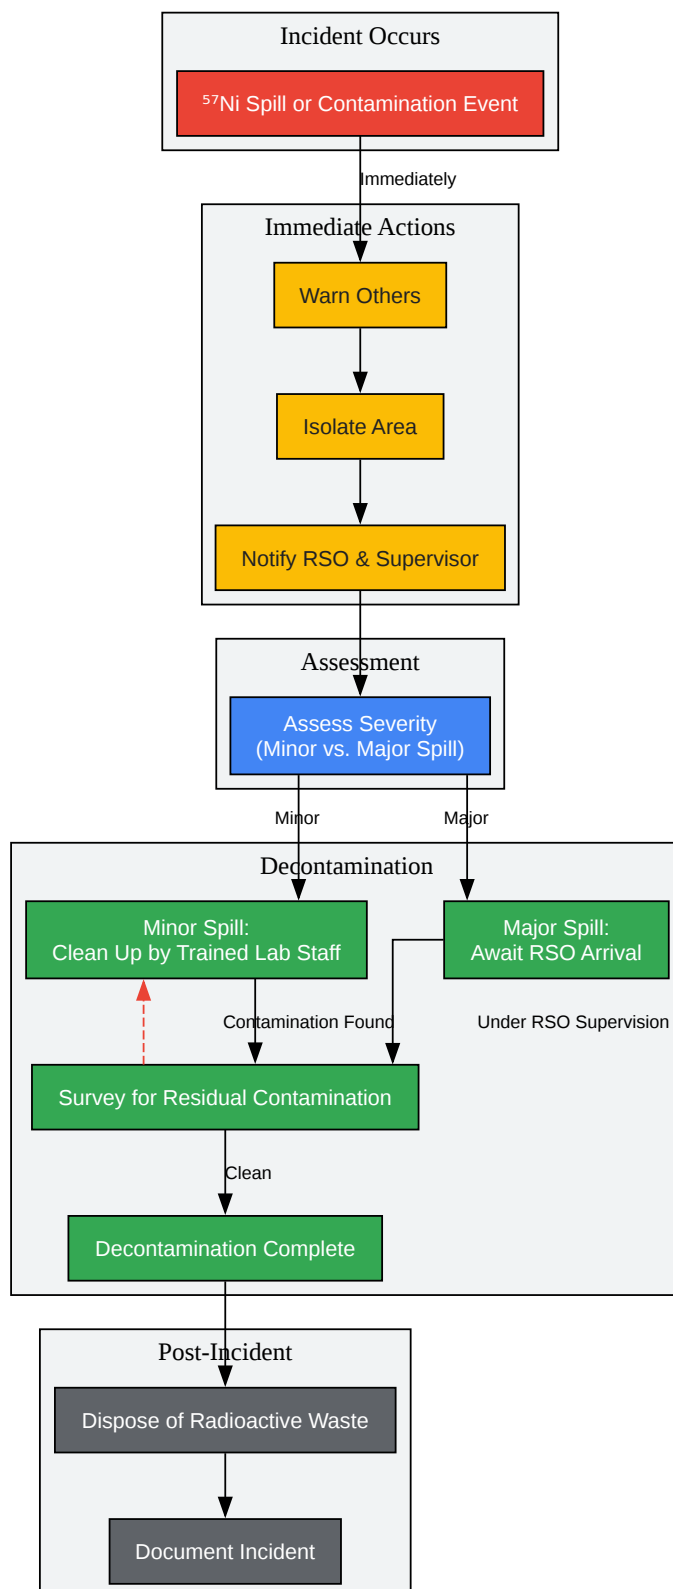 Incident Occurs
⁵⁷Ni Spill or Contamination Event
Immediately
Immediate Actions
Warn Others
Isolate Area
Notify RSO & Supervisor
Assessment
Assess Severity
(Minor vs. Major Spill)
Minor
Major
Decontamination
Minor Spill:
Clean Up by Trained Lab Staff
Major Spill:
Await RSO Arrival
Contamination Found
Under RSO Supervision
Survey for Residual Contamination
Clean
Decontamination Complete
Post-Incident
Dispose of Radioactive Waste
Document Incident